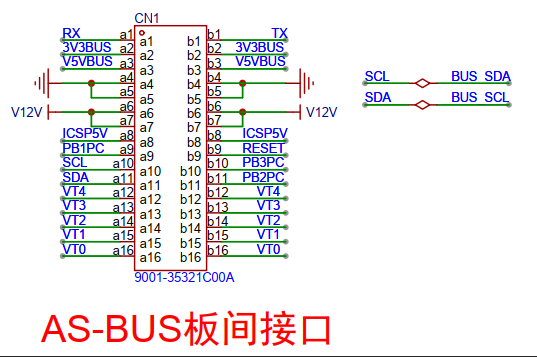 CN1
RX a1 a1 b1 b1 TX
3V3BUS a2 a2 b2 b2 3V3BUS
V5VBUS a3 a3 b3 b3 V5VBUS
a4 a4 b4 b4
a5 a5 b5 b5
V12V a6 a6 b6 b6 V12V
a7 a7 b7 b7
ICSP5V a8 a8 b8 b8 ICSP5V
PB1PC a9 a9 b9 b9 RESET
SCL a10 a10 b10 b10 PB3PC
SDA a11 a11 b11 b11 PB2PC
VT4 a12 a12 b12 b12 VT4
VT3 a13 a13 b13 b13 VT3
VT2 a14 a14 b14 b14 VT2
VT1 a15 a15 b15 b15 VT1
VT0 a16 a16 b16 b16 VT0
9001-35321C00A
SCL BUS_SDA
SDA BUS_SCL
AS-BUS板间接口